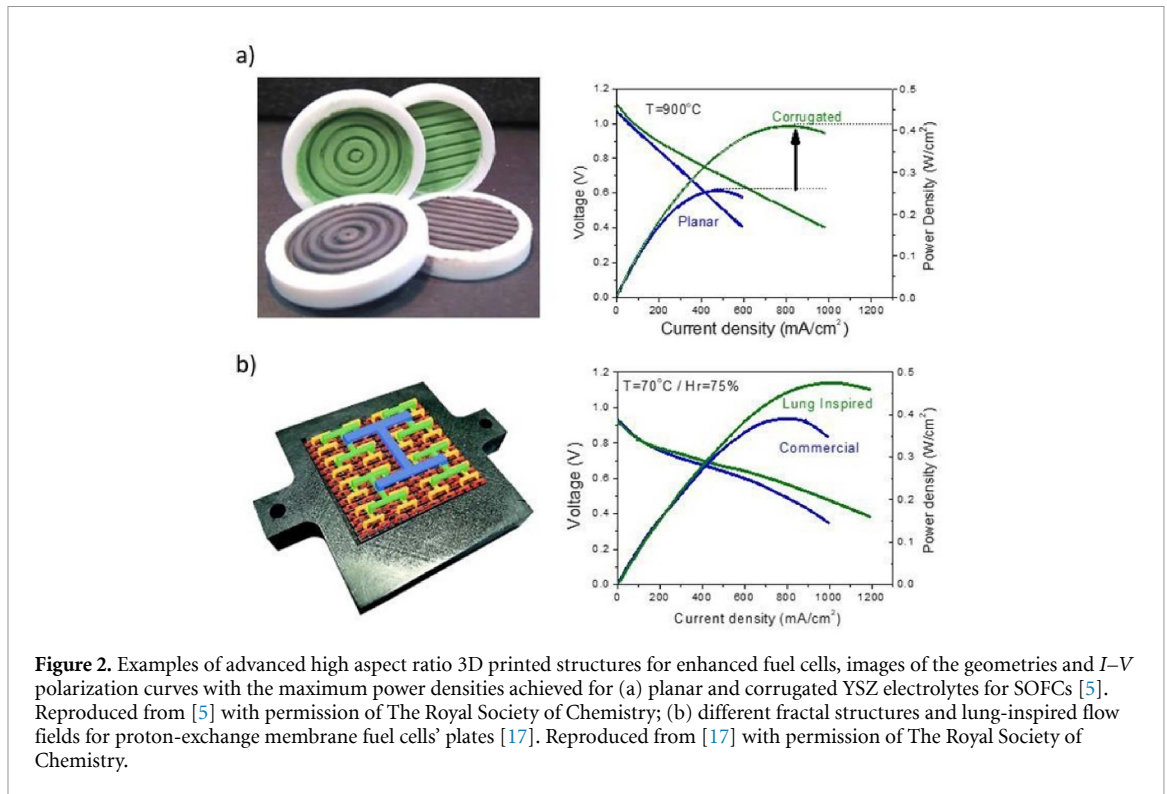 a)
1.2
1.0
0.8
0.6
0.4
0.2
0.0
Voltage (V)
T=900°C
Corrugated
Planar
0.5
0.4
0.3
0.2
0.1
0.0
Power Density (W/cm²)
200 400 600 800 1000 1200
Current density (mA/cm²)
b)
1.2
1.0
0.8
0.6
0.4
0.2
0.0
Voltage (V)
T=70°C / Hr=75%
Lung Inspired
Commercial
0.5
0.4
0.3
0.2
0.1
0.0
Power density (W/cm²)
0 200 400 600 800 1000 1200
Current density (mA/cm²)
Figure 2. Examples of advanced high aspect ratio 3D printed structures for enhanced fuel cells, images of the geometries and I–V
polarization curves with the maximum power densities achieved for (a) planar and corrugated YSZ electrolytes for SOFCs [5].
Reproduced from [5] with permission of The Royal Society of Chemistry; (b) different fractal structures and lung-inspired flow
fields for proton-exchange membrane fuel cells’ plates [17]. Reproduced from [17] with permission of The Royal Society of
Chemistry.